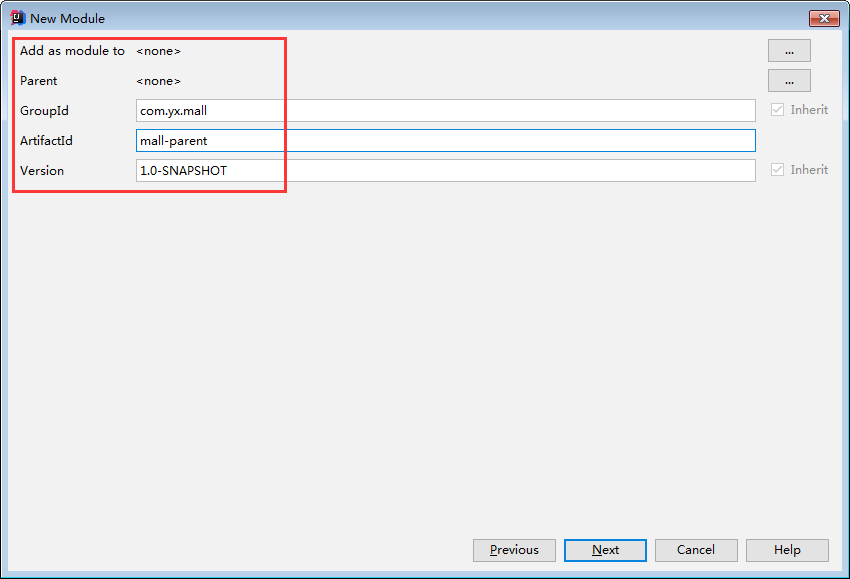 New Module
Add as module to <none> ...
Parent <none> ...
GroupId com.yx.mall Inherit
ArtifactId mall-parent
Version 1.0-SNAPSHOT Inherit
Previous Next Cancel Help